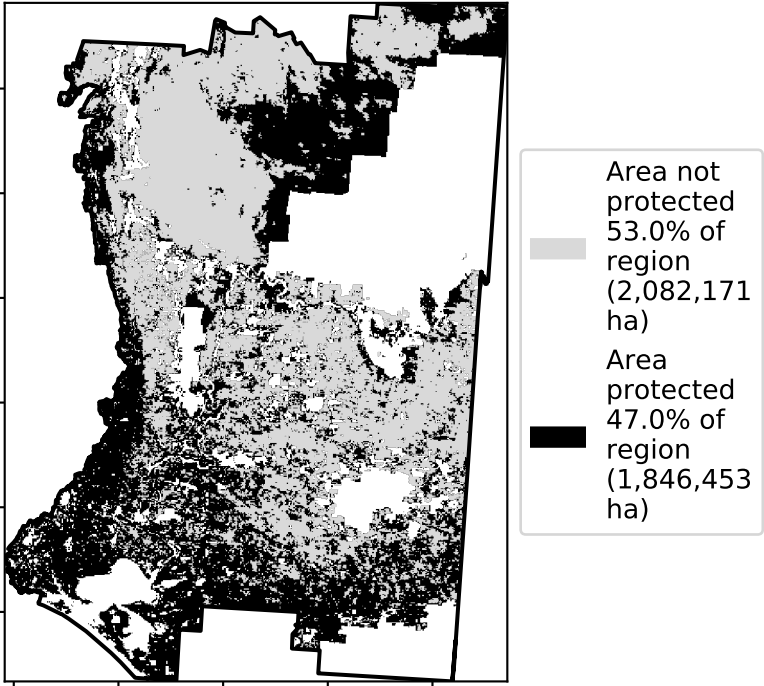 Area not
protected
53.0% of
region
(2,082,171
ha)
Area
protected
47.0% of
region
(1,846,453
ha)